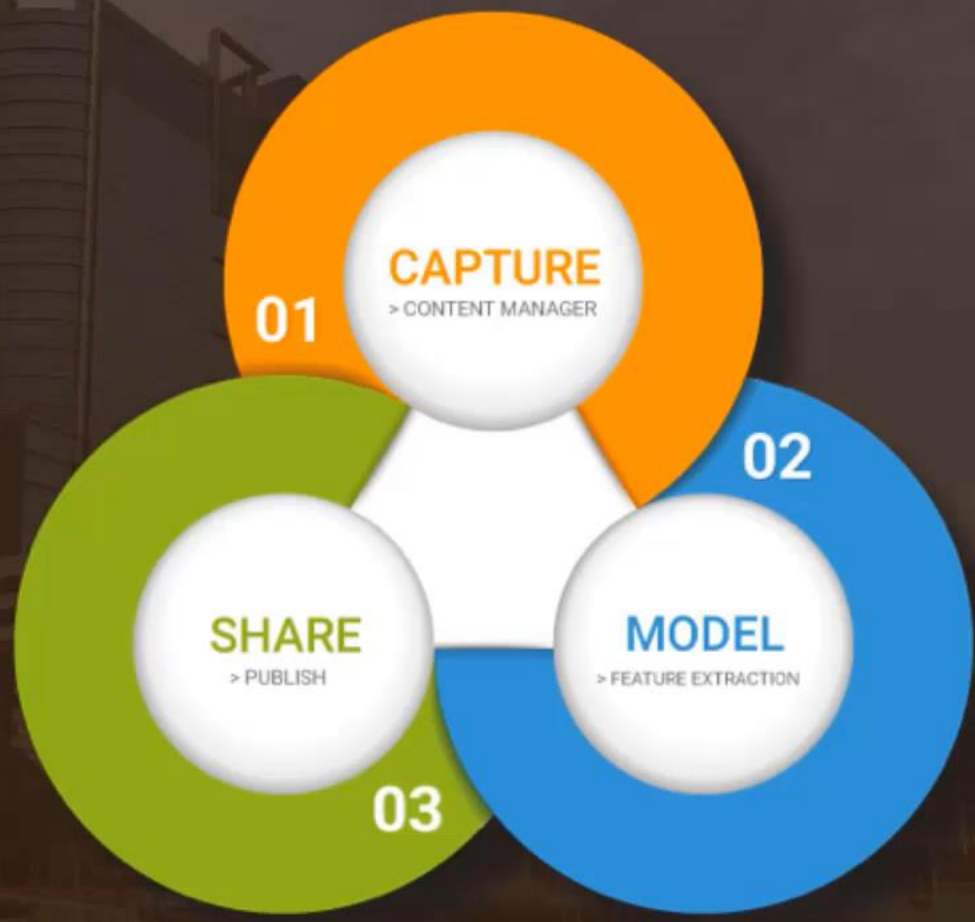 01
CAPTURE
> CONTENT MANAGER
02
MODEL
> FEATURE EXTRACTION
03
SHARE
> PUBLISH